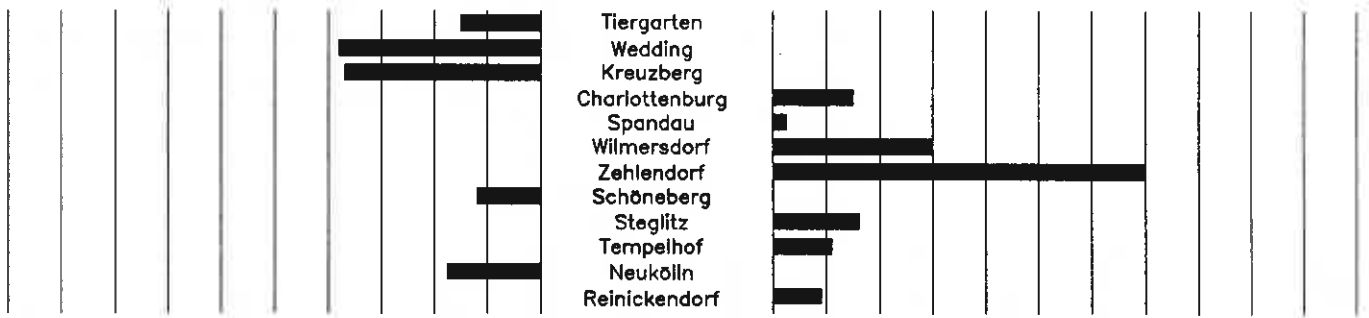 Tiergarten
Wedding
Kreuzberg
Charlottenburg
Spandau
Wilmersdorf
Zehlendorf
Schöneberg
Steglitz
Tempelhof
Neukölln
Reinickendorf